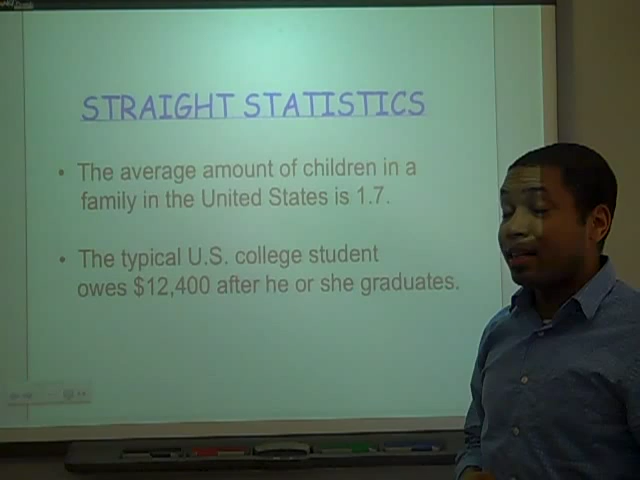 STRAIGHT STATISTICS
• The average amount of children in a
family in the United States is 1.7.
• The typical U.S. college student
owes $12,400 after he or she graduates.